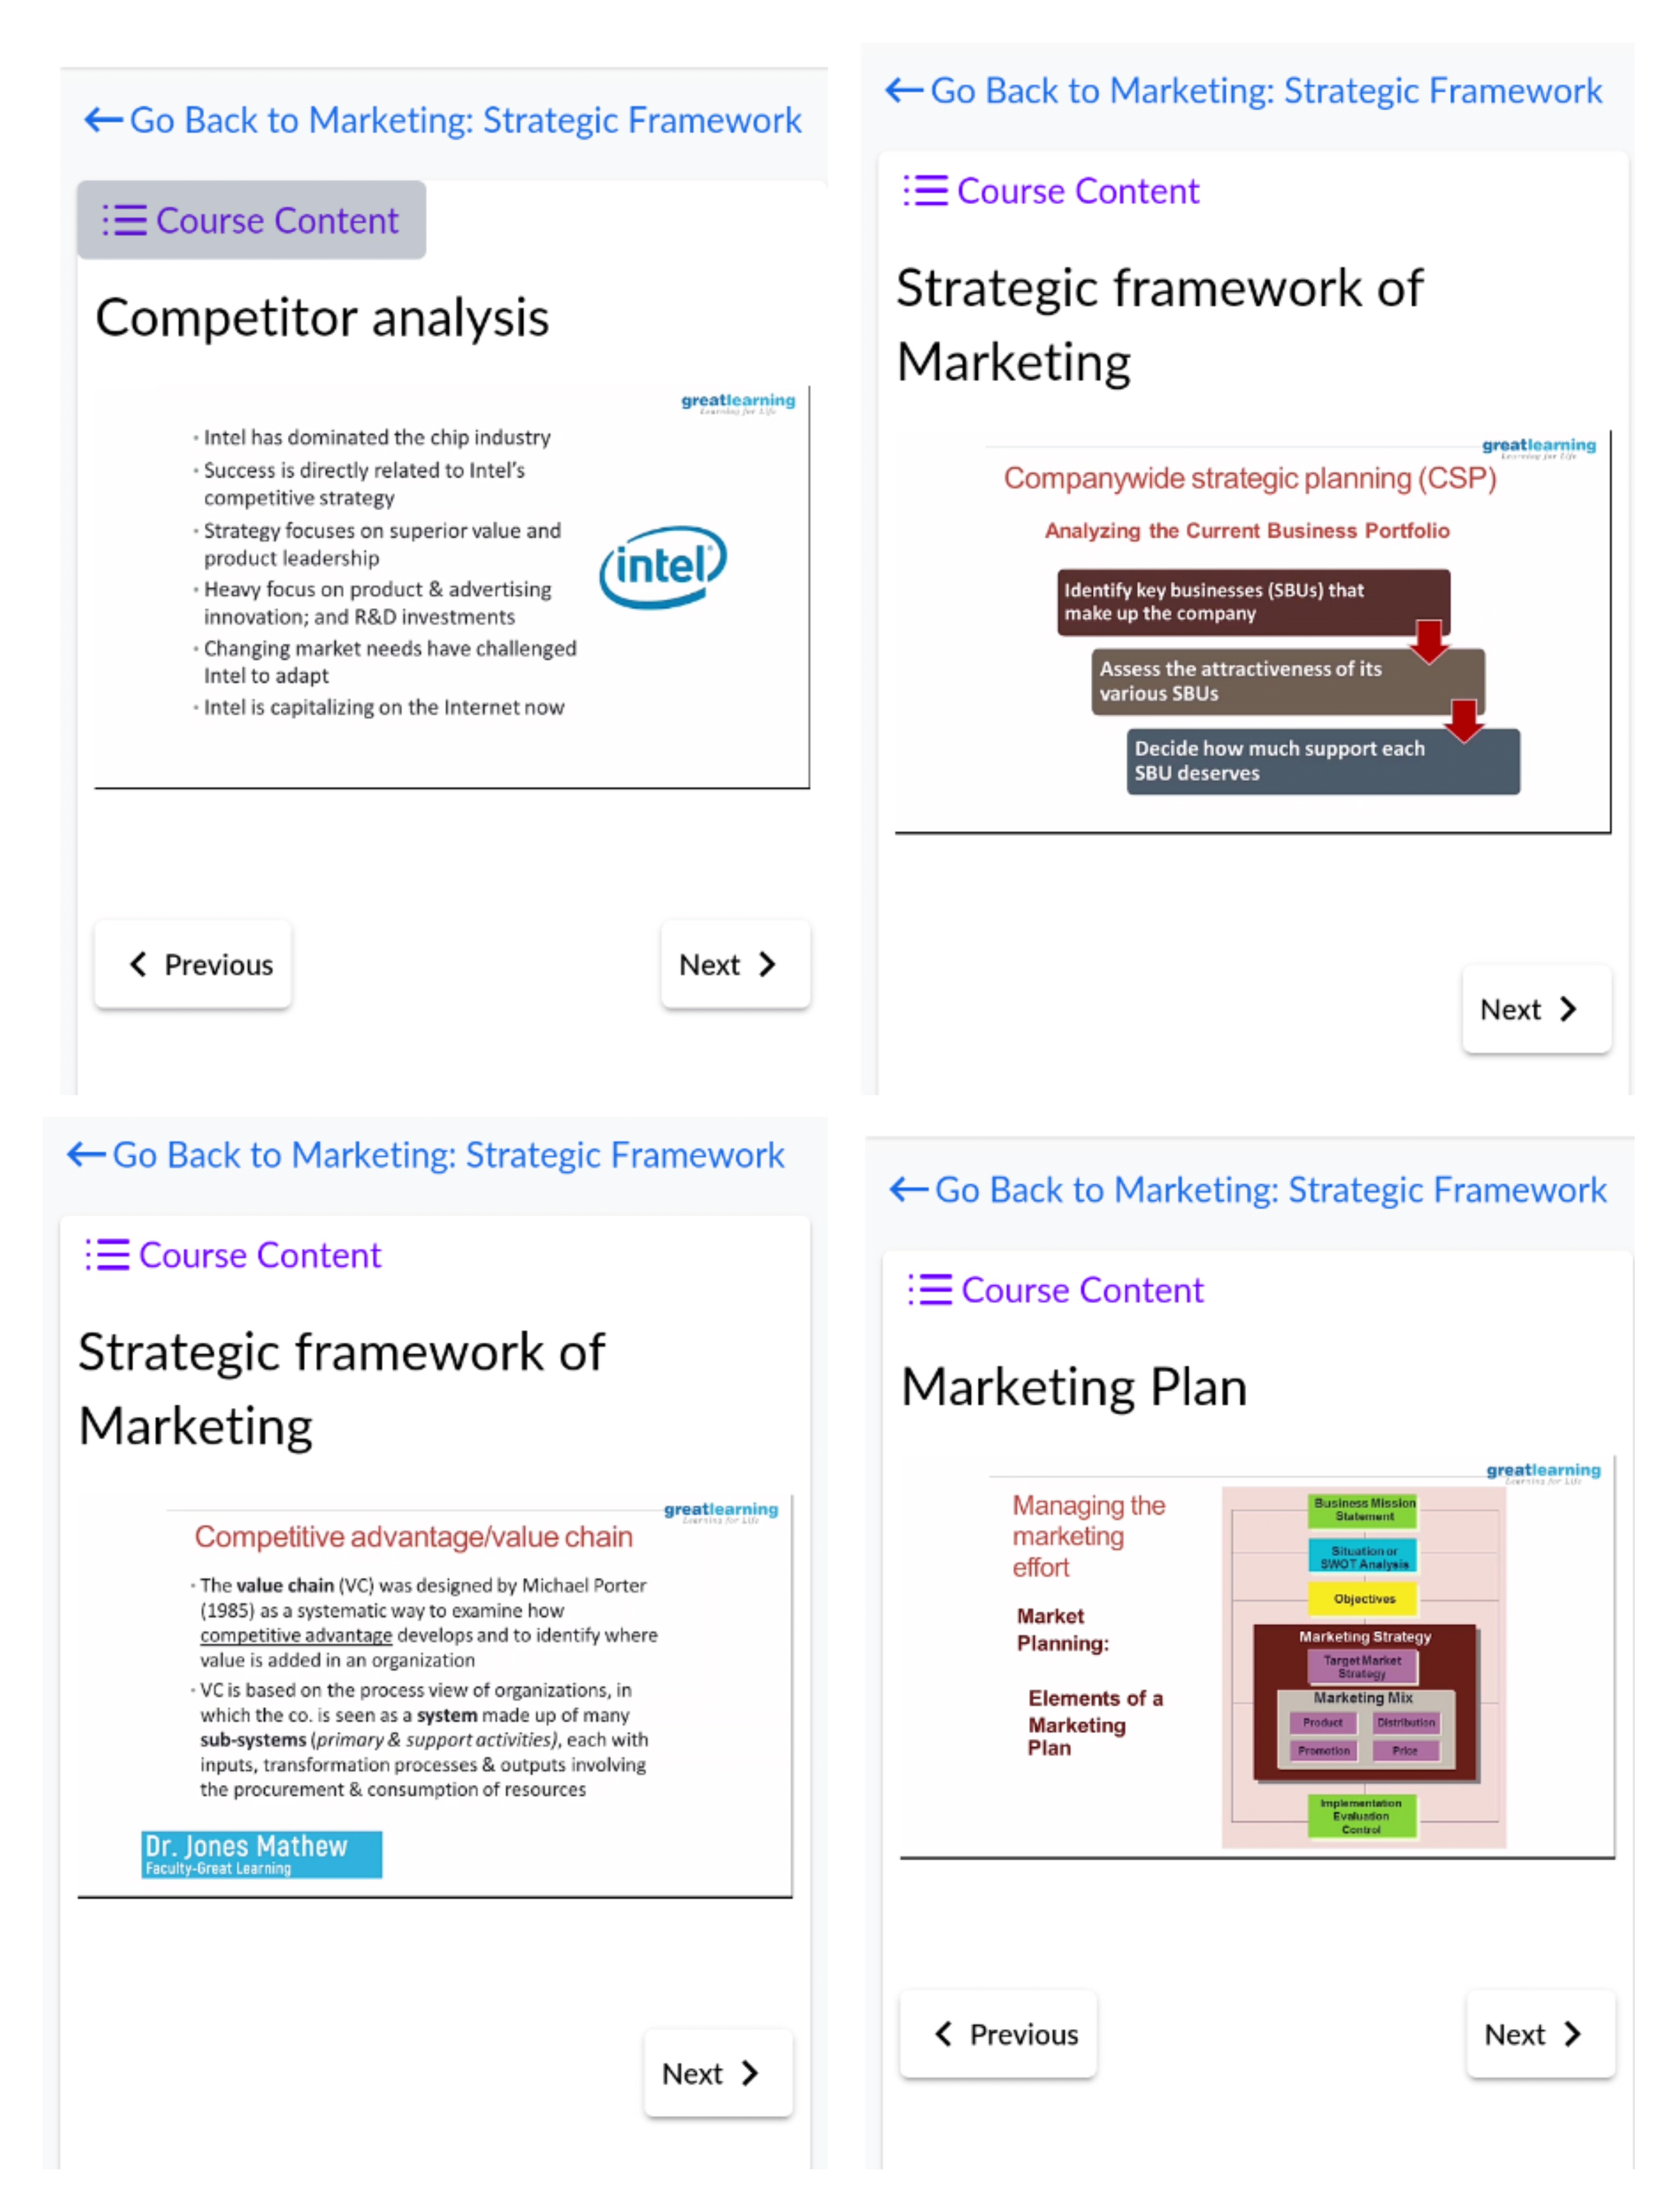 Go Back to Marketing: Strategic Framework
Course Content
Competitor analysis
greatlearning
Learning for Life
• Intel has dominated the chip industry
• Success is directly related to Intel's
competitive strategy
• Strategy focuses on superior value and
product leadership
• Heavy focus on product & advertising
innovation; and R&D investments
• Changing market needs have challenged
Intel to adapt
• Intel is capitalizing on the Internet now
intel
Previous
Next
Go Back to Marketing: Strategic Framework
Course Content
Strategic framework of
Marketing
greatlearning
Learning for Life
Companywide strategic planning (CSP)
Analyzing the Current Business Portfolio
Identify key businesses (SBUs) that
make up the company
Assess the attractiveness of its
various SBUs
Decide how much support each
SBU deserves
Next
Go Back to Marketing: Strategic Framework
Course Content
Strategic framework of
Marketing
greatlearning
Learning for Life
Competitive advantage/value chain
• The value chain (VC) was designed by Michael Porter
(1985) as a systematic way to examine how
competitive advantage develops and to identify where
value is added in an organization
• VC is based on the process view of organizations, in
which the co. is seen as a system made up of many
sub-systems (primary & support activities), each with
inputs, transformation processes & outputs involving
the procurement & consumption of resources
Dr. Jones Mathew
Faculty-Great Learning
Next
Go Back to Marketing: Strategic Framework
Course Content
Marketing Plan
greatlearning
Learning for Life
Managing the
marketing
effort
Market
Planning:
Elements of a
Marketing
Plan
Business Mission
Statement
Situation or
SWOT Analysis
Objectives
Marketing Strategy
Target Market
Strategy
Marketing Mix
Product Distribution
Promotion Price
Implementation
Evaluation
Control
Previous
Next